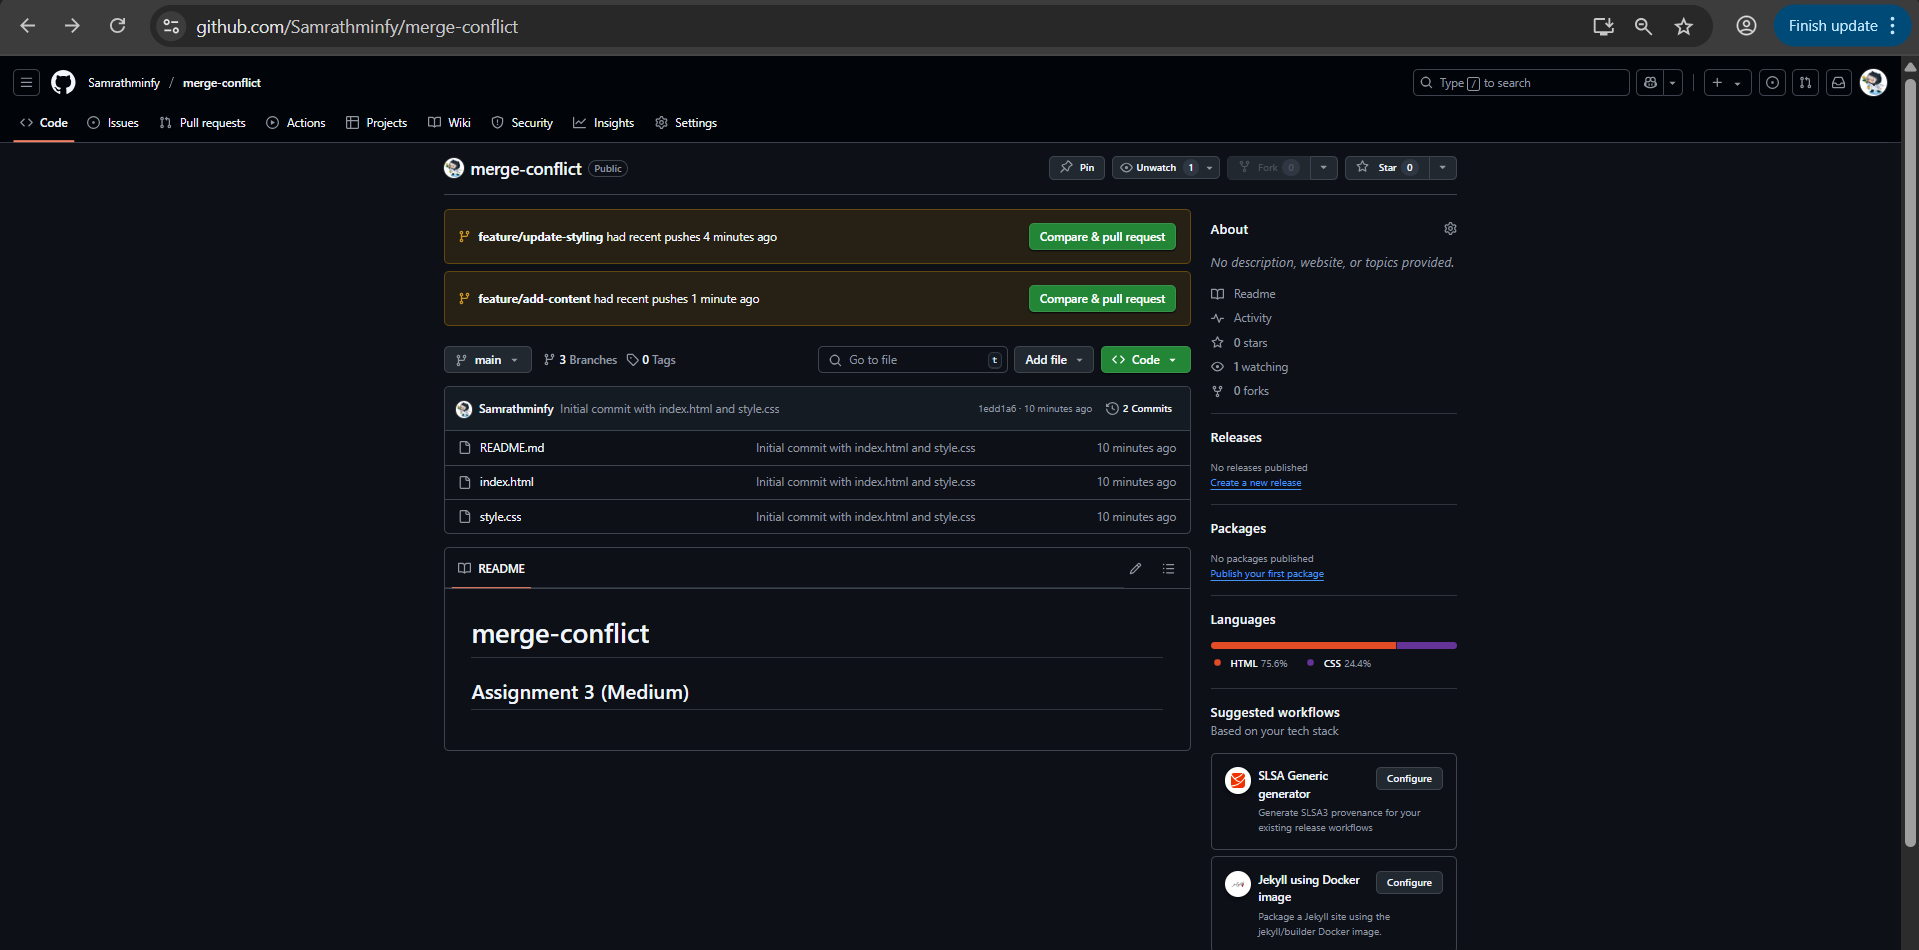 github.com/Samrathminfy/merge-conflict
Finish update
Samrathminfy / merge-conflict
Type / to search
Code Issues Pull requests Actions Projects Wiki Security Insights Settings
merge-conflict Public
Pin Unwatch 1 Fork 0 Star 0
feature/update-styling had recent pushes 4 minutes ago
Compare & pull request
feature/add-content had recent pushes 1 minute ago
Compare & pull request
main 3 Branches 0 Tags
Go to file t Add file Code
Samrathminfy Initial commit with index.html and style.css 1edd1a6 · 10 minutes ago 2 Commits
README.md Initial commit with index.html and style.css 10 minutes ago
index.html Initial commit with index.html and style.css 10 minutes ago
style.css Initial commit with index.html and style.css 10 minutes ago
README
merge-conflict
Assignment 3 (Medium)
About
No description, website, or topics provided.
Readme
Activity
0 stars
1 watching
0 forks
Releases
No releases published
Create a new release
Packages
No packages published
Publish your first package
Languages
HTML 75.6% CSS 24.4%
Suggested workflows
Based on your tech stack
SLSA Generic
generator
Configure
Generate SLSA3 provenance for your
existing release workflows
Jekyll using Docker
image
Configure
Package a Jekyll site using the
jekyll/builder Docker image.